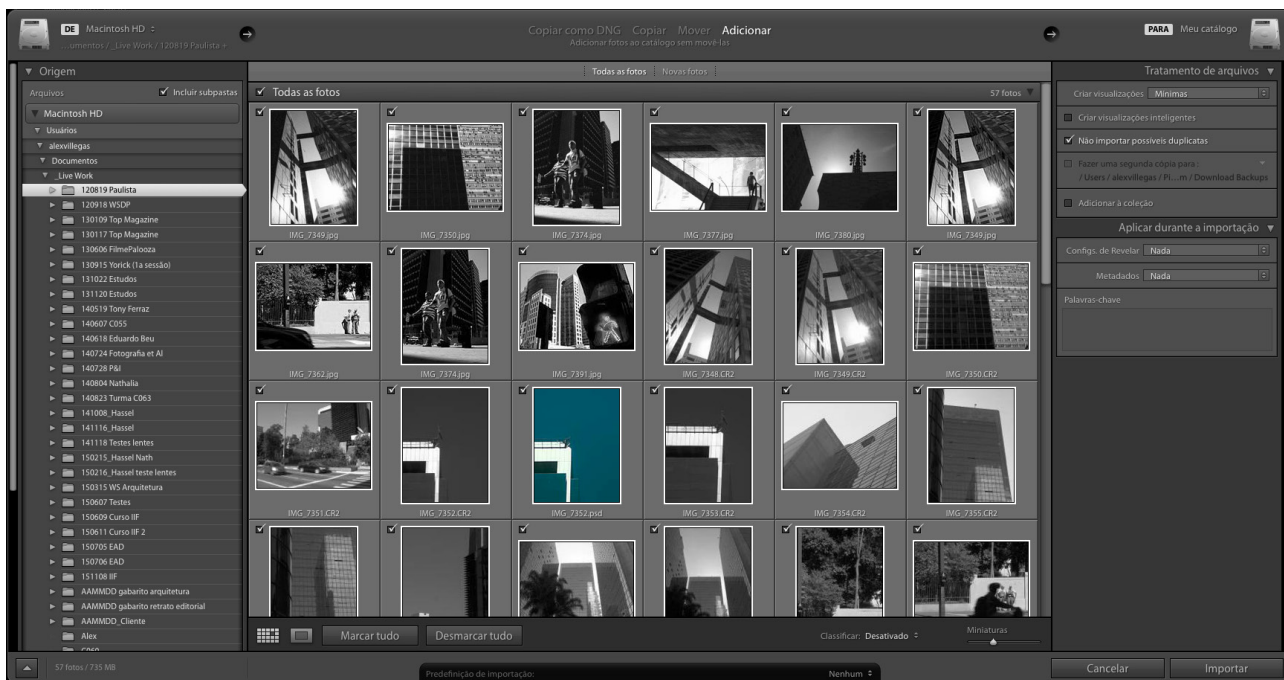 DE Macintosh HD
...umentos / _Live Work / 120819 Paulista +
Copiar como DNG Copiar Mover Adicionar
Adicionar fotos ao catálogo sem movê-las
PARA Meu catálogo
Origem
Arquivos Incluir subpastas
Macintosh HD
Usuários
alexvillegas
Documentos
_Live Work
120819 Paulista
120918 WSDP
130109 Top Magazine
130117 Top Magazine
130606 FilmePalooza
130915 Yorick (1a sessão)
131022 Estudos
131120 Estudos
140519 Tony Ferraz
140607 C055
140618 Eduardo Beu
140724 Fotografia et Al
140728 P&I
140804 Nathalia
140823 Turma C063
141008_Hassel
141116_Hassel
141118 Testes lentes
150215_Hassel Nath
150216_Hassel teste lentes
150315 WS Arquitetura
150607 Testes
150609 Curso IIF
150611 Curso IIF 2
150705 EAD
150706 EAD
151108 IIF
AAMMDD gabarito arquitetura
AAMMDD gabarito retrato editorial
AAMMDD_Cliente
Alex
C060
57 fotos / 735 MB
Todas as fotos Novas fotos
Todas as fotos 57 fotos
IMG_7349.jpg IMG_7350.jpg IMG_7374.jpg IMG_7377.jpg IMG_7380.jpg IMG_7349.jpg
IMG_7362.jpg IMG_7374.jpg IMG_7391.jpg IMG_7348.CR2 IMG_7349.CR2 IMG_7350.CR2
IMG_7351.CR2 IMG_7352.CR2 IMG_7352.psd IMG_7353.CR2 IMG_7354.CR2 IMG_7355.CR2
Marcar tudo Desmarcar tudo Classificar: Desativado Miniaturas
Predefinição de importação: Nenhum
Tratamento de arquivos
Criar visualizações Mínimas
Criar visualizações inteligentes
Não importar possíveis duplicatas
Fazer uma segunda cópia para :
/ Users / alexvillegas / Pi...m / Download Backups
Adicionar à coleção
Aplicar durante a importação
Configs. de Revelar Nada
Metadados Nada
Palavras-chave
Cancelar Importar